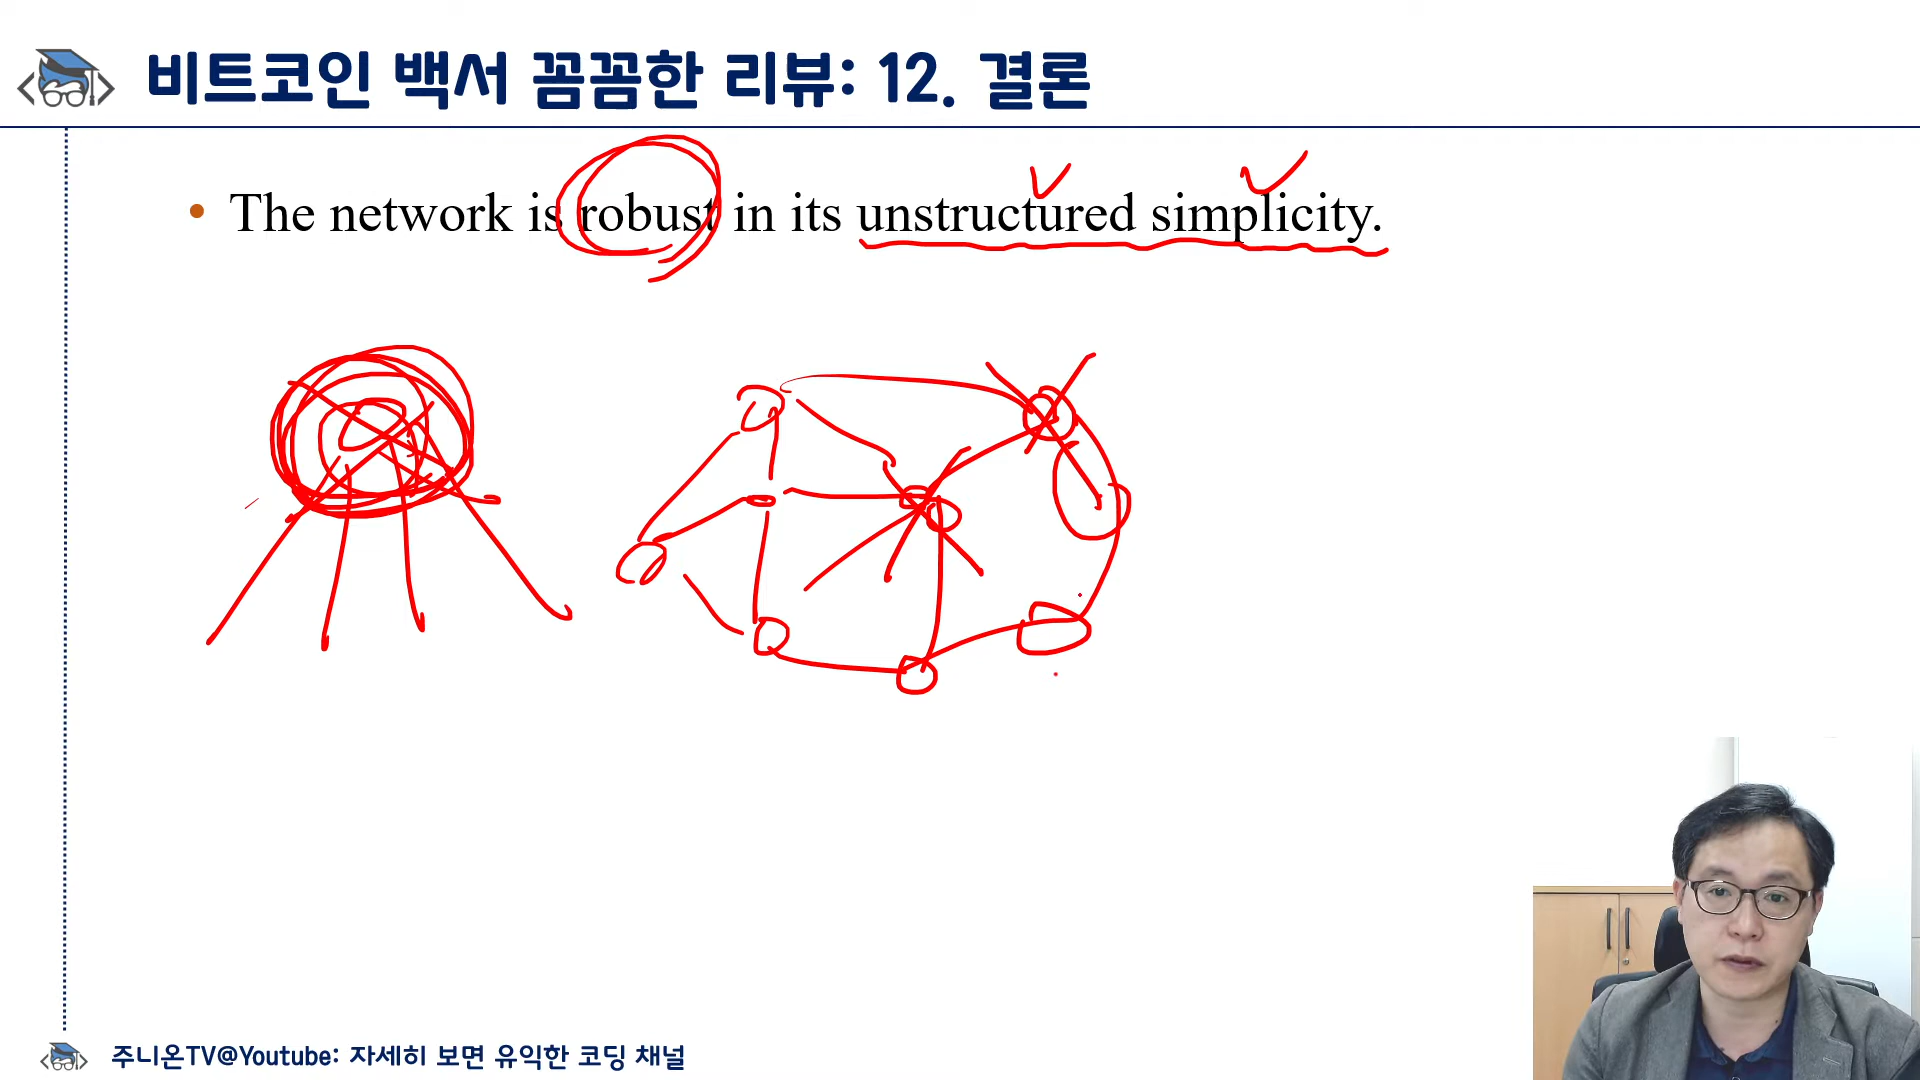 비트코인 백서 꼼꼼한 리뷰: 12. 결론
• The network is robust in its unstructured simplicity.
주니온TV@Youtube: 자세히 보면 유익한 코딩 채널